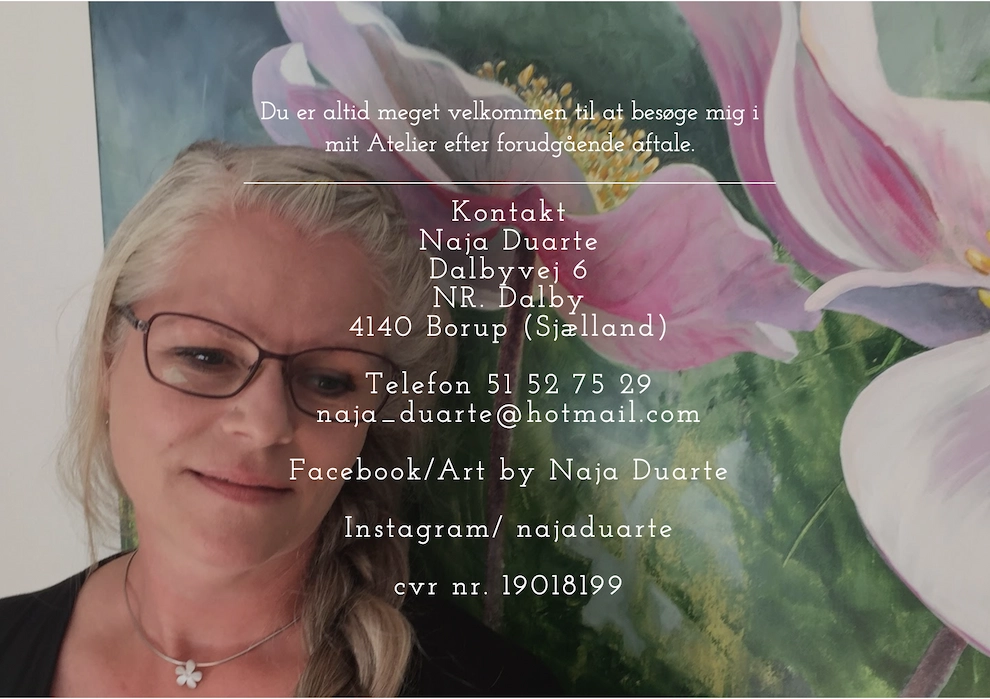 Du er altid meget velkommen til at besøge mig i
mit Atelier efter forudgående aftale.
Kontakt
Naja Duarte
Dalbyvej 6
NR. Dalby
4140 Borup (Sjælland)
Telefon 51 52 75 29
naja_duarte@hotmail.com
Facebook/Art by Naja Duarte
Instagram/ najaduarte
cvr nr. 19018199